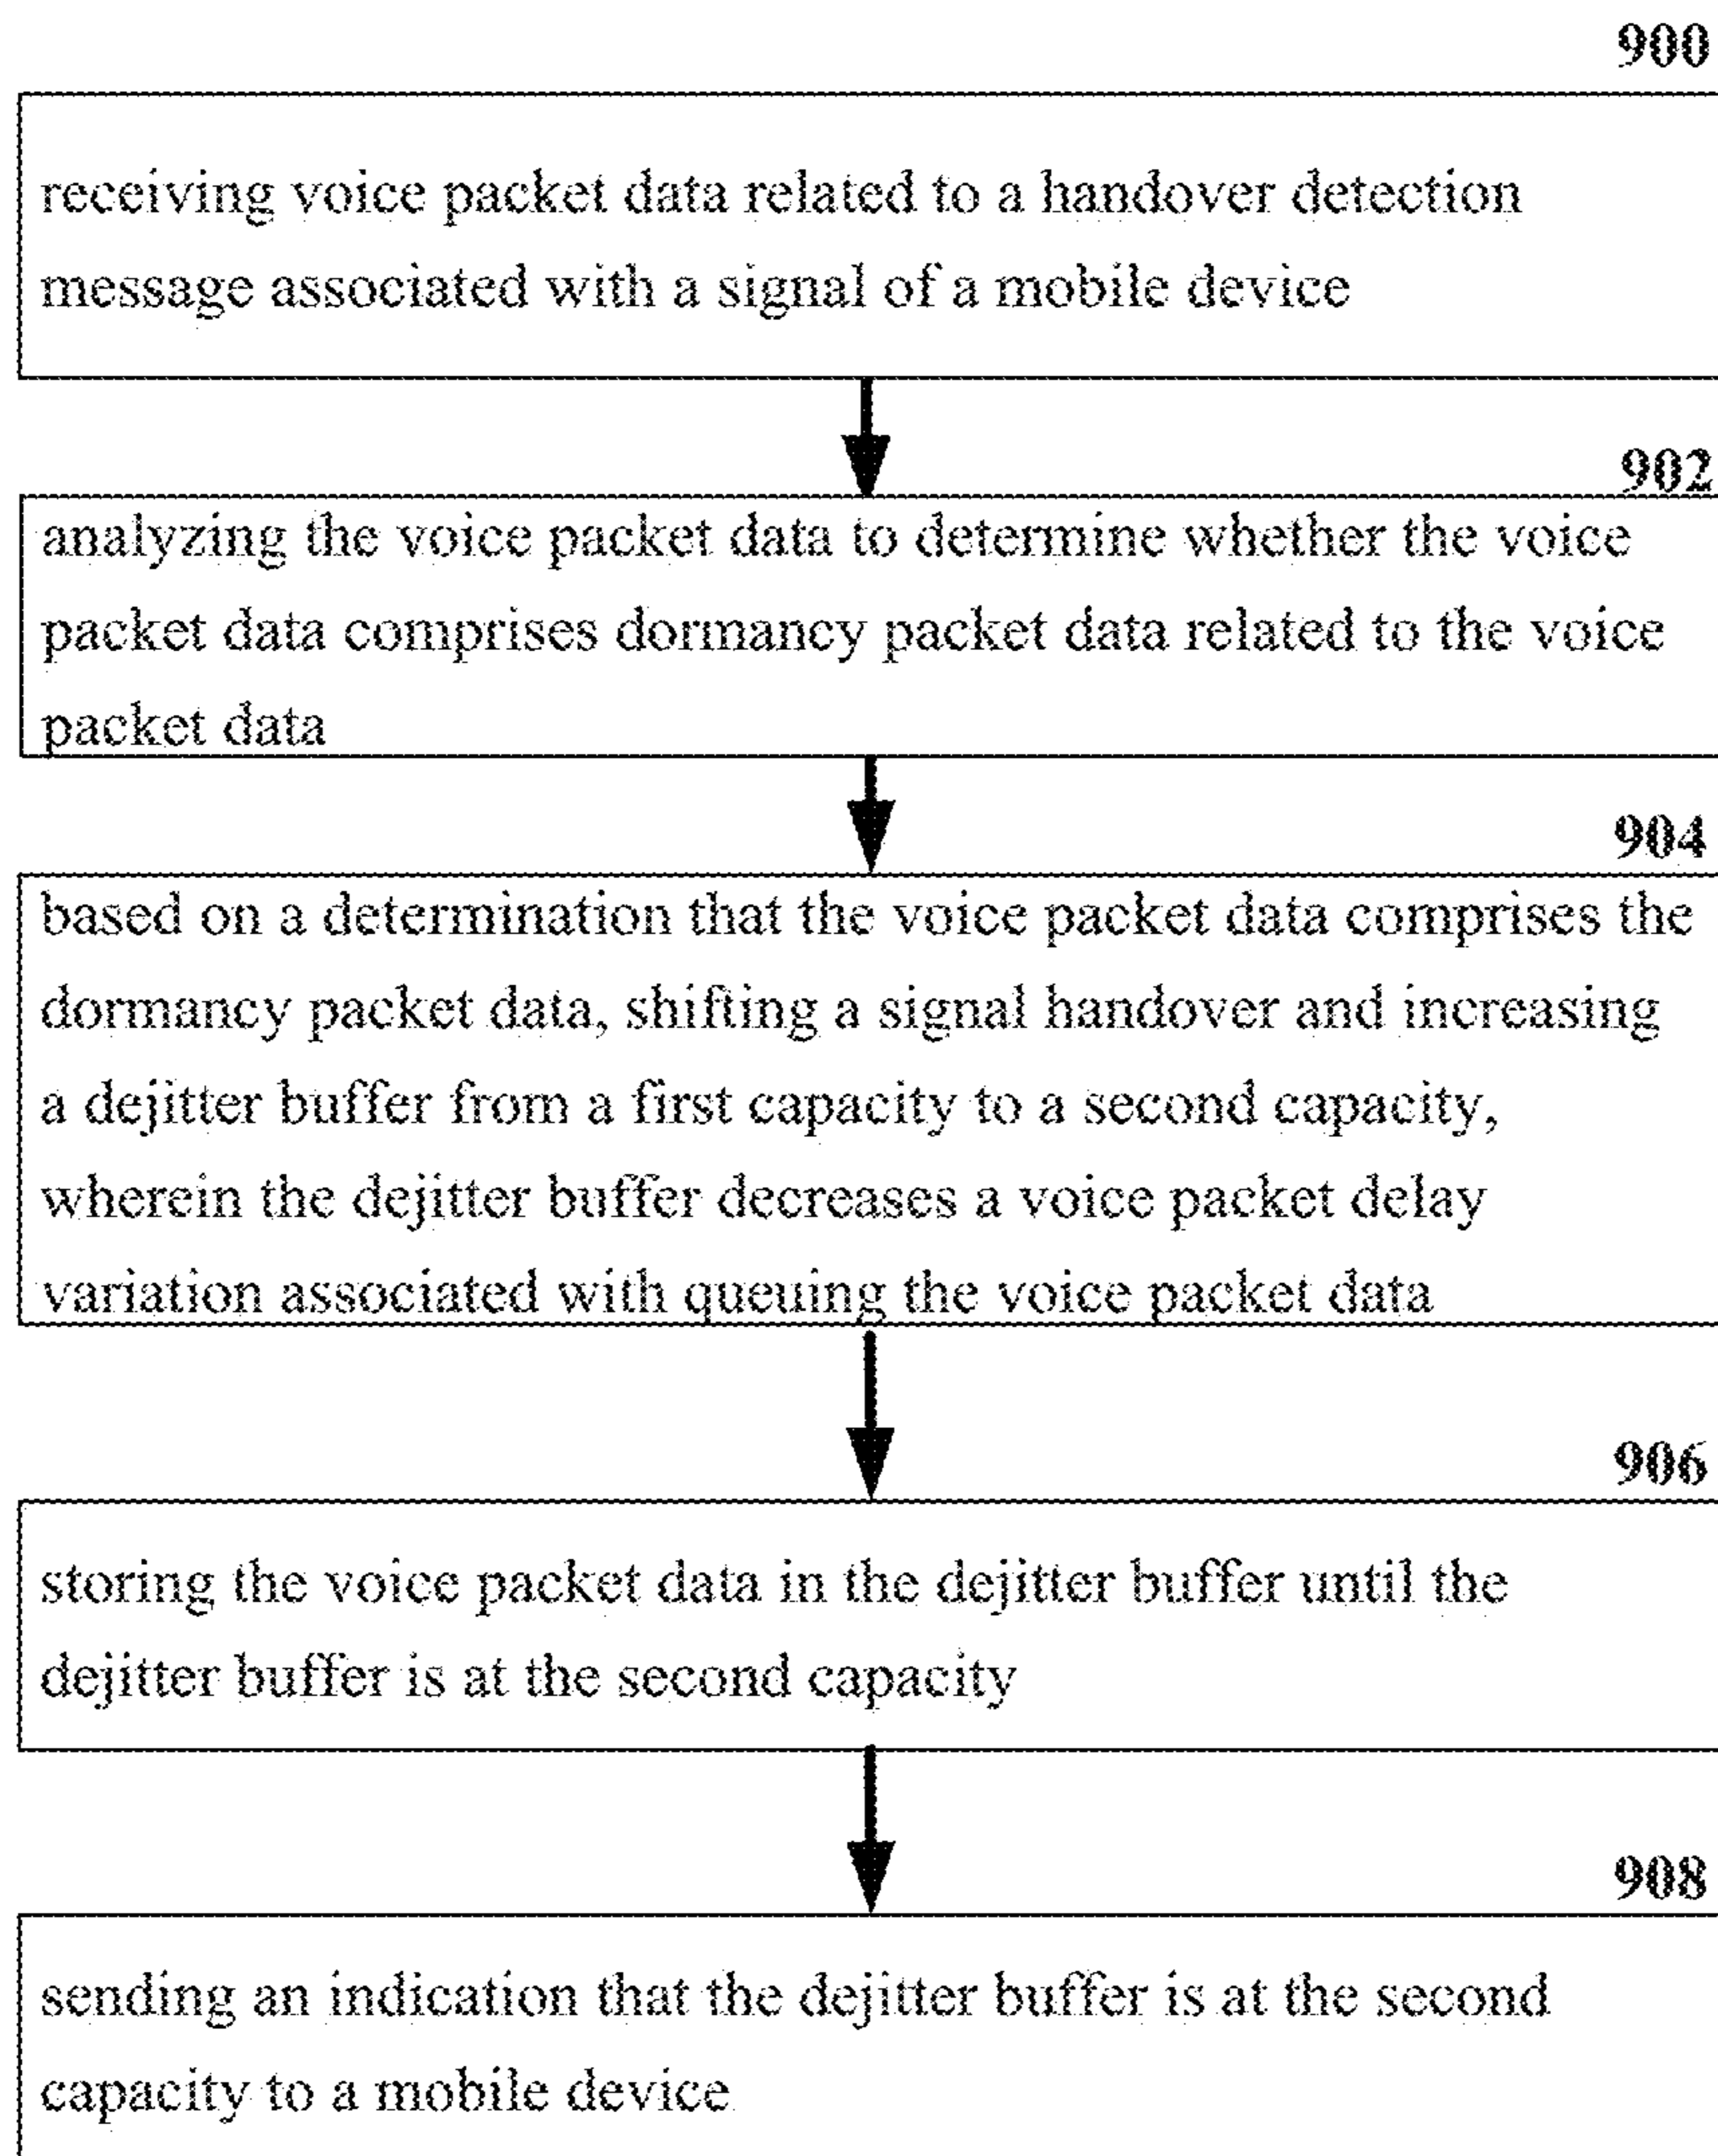 900
receiving voice packet data related to a handover detection
message associated with a signal of a mobile device
902
analyzing the voice packet data to determine whether the voice
packet data comprises dormancy packet data related to the voice
packet data
904
based on a determination that the voice packet data comprises the
dormancy packet data, shifting a signal handover and increasing
a dejitter buffer from a first capacity to a second capacity,
wherein the dejitter buffer decreases a voice packet delay
variation associated with queuing the voice packet data
906
storing the voice packet data in the dejitter buffer until the
dejitter buffer is at the second capacity
908
sending an indication that the dejitter buffer is at the second
capacity to a mobile device